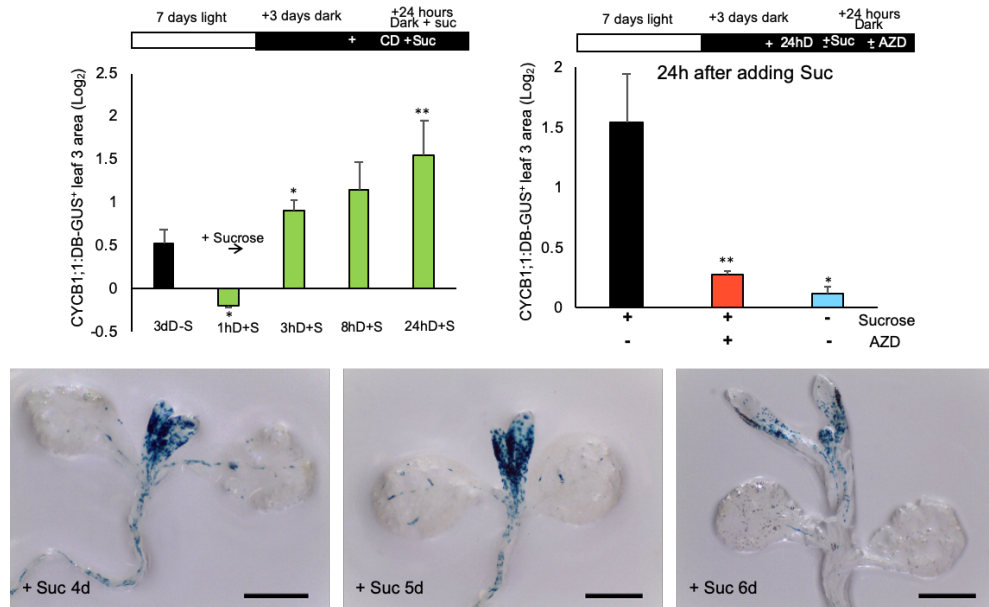 7 days light
+3 days dark
+24 hours
Dark + suc
+ CD +Suc
CYCB1;1:DB-GUS⁺ leaf 3 area (Log₂)
2.5
2
1.5
1
0.5
0
-0.5
**
*
+ Sucrose
*
3dD-S 1hD+S 3hD+S 8hD+S 24hD+S
7 days light
+3 days dark
+24 hours
Dark
+ 24hD ±Suc ± AZD
24h after adding Suc
CYCB1;1:DB-GUS⁺ leaf 3 area (Log₂)
2
1.5
1
0.5
0
**
*
+ + - Sucrose
- + - AZD
+ Suc 4d
+ Suc 5d
+ Suc 6d